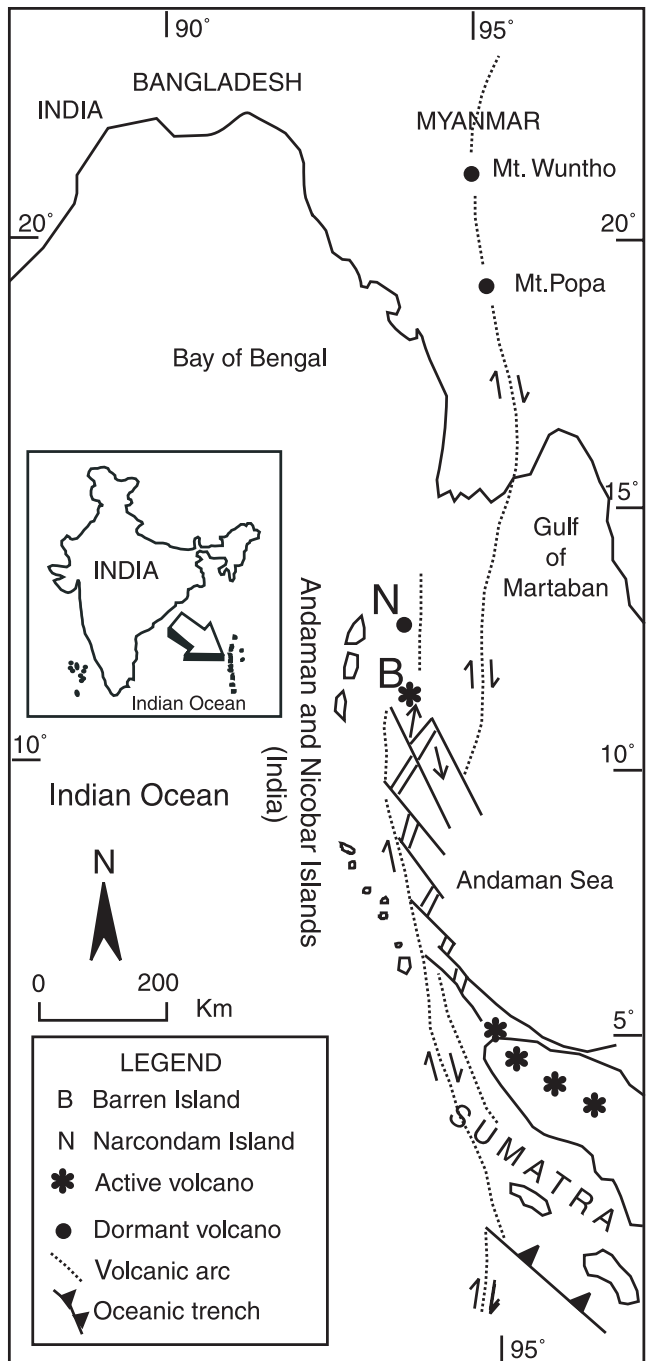 90°
95°
BANGLADESH
INDIA
MYANMAR
Mt. Wuntho
20°
20°
Mt.Popa
Bay of Bengal
15°
Gulf
of
Martaban
INDIA
Indian Ocean
N
B
Andaman and Nicobar Islands
(India)
10°
10°
Indian Ocean
N
Andaman Sea
0 200
Km
5°
SUMATRA
LEGEND
B Barren Island
N Narcondam Island
Active volcano
Dormant volcano
Volcanic arc
Oceanic trench
95°